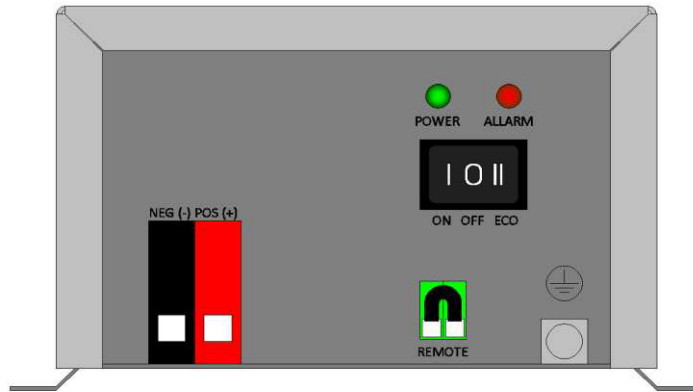 POWER ALLARM
I O II
ON OFF ECO
NEG (-) POS (+)
REMOTE